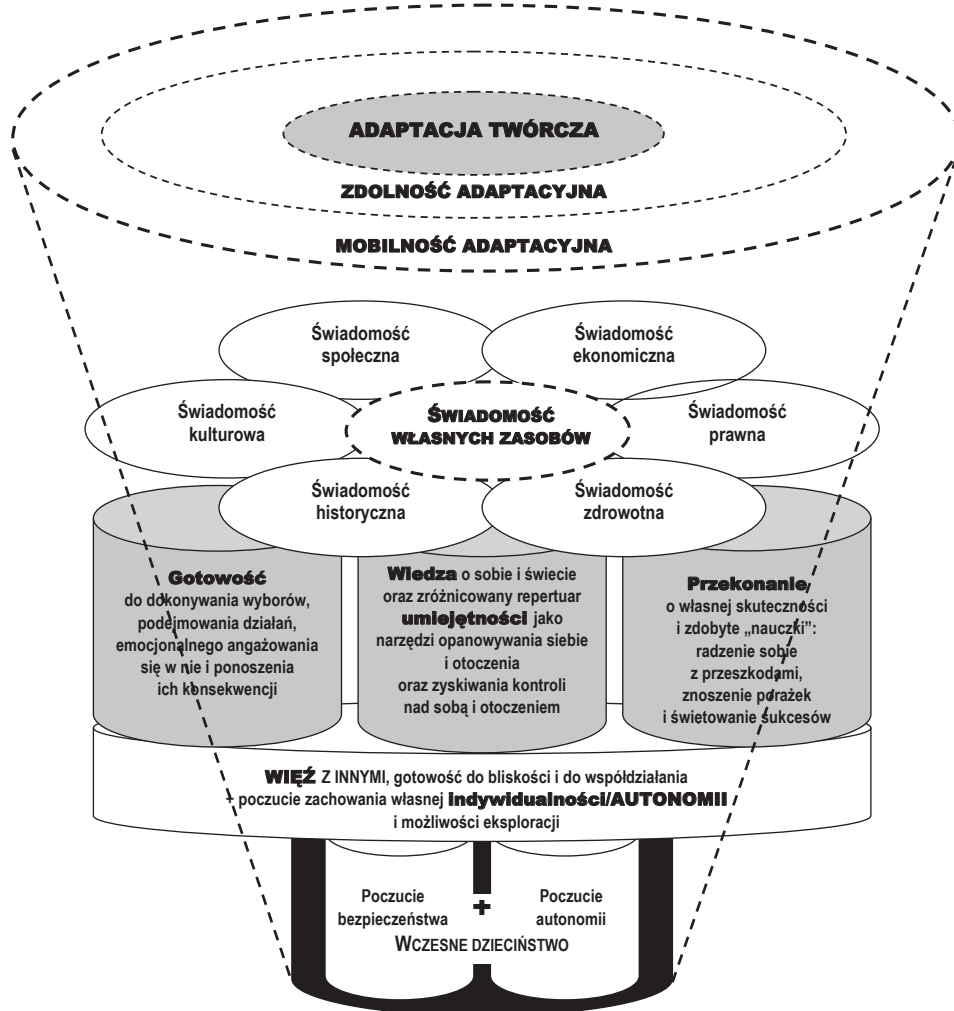 ADAPTACJA TWÓRCZA
ZDOLNOŚĆ ADAPTACYJNA
MOBILNOŚĆ ADAPTACYJNA
Świadomość
społeczna
Świadomość
ekonomiczna
Świadomość
kulturowa
ŚWIADOMOŚĆ
WŁASNYCH ZASOBÓW
Świadomość
prawna
Świadomość
historyczna
Świadomość
zdrowotna
Gotowość
do dokonywania wyborów,
podejmowania działań,
emocjonalnego angażowania
się w nie i ponoszenia
ich konsekwencji
Wiedza o sobie i świecie
oraz zróżnicowany repertuar
umiejętności jako
narzędzi opanowywania siebie
i otoczenia
oraz zyskiwania kontroli
nad sobą i otoczeniem
Przekonanie
o własnej skuteczności
i zdobyte „nauczki”:
radzenie sobie
z przeszkodami,
znoszenie porażek
i świętowanie sukcesów
WIĘŹ Z INNYMI, gotowość do bliskości i do współdziałania
+ poczucie zachowania własnej indywidualności/AUTONOMII
i możliwości eksploracji
Poczucie
bezpieczeństwa
+
Poczucie
autonomii
WCZESNE DZIECIŃSTWO